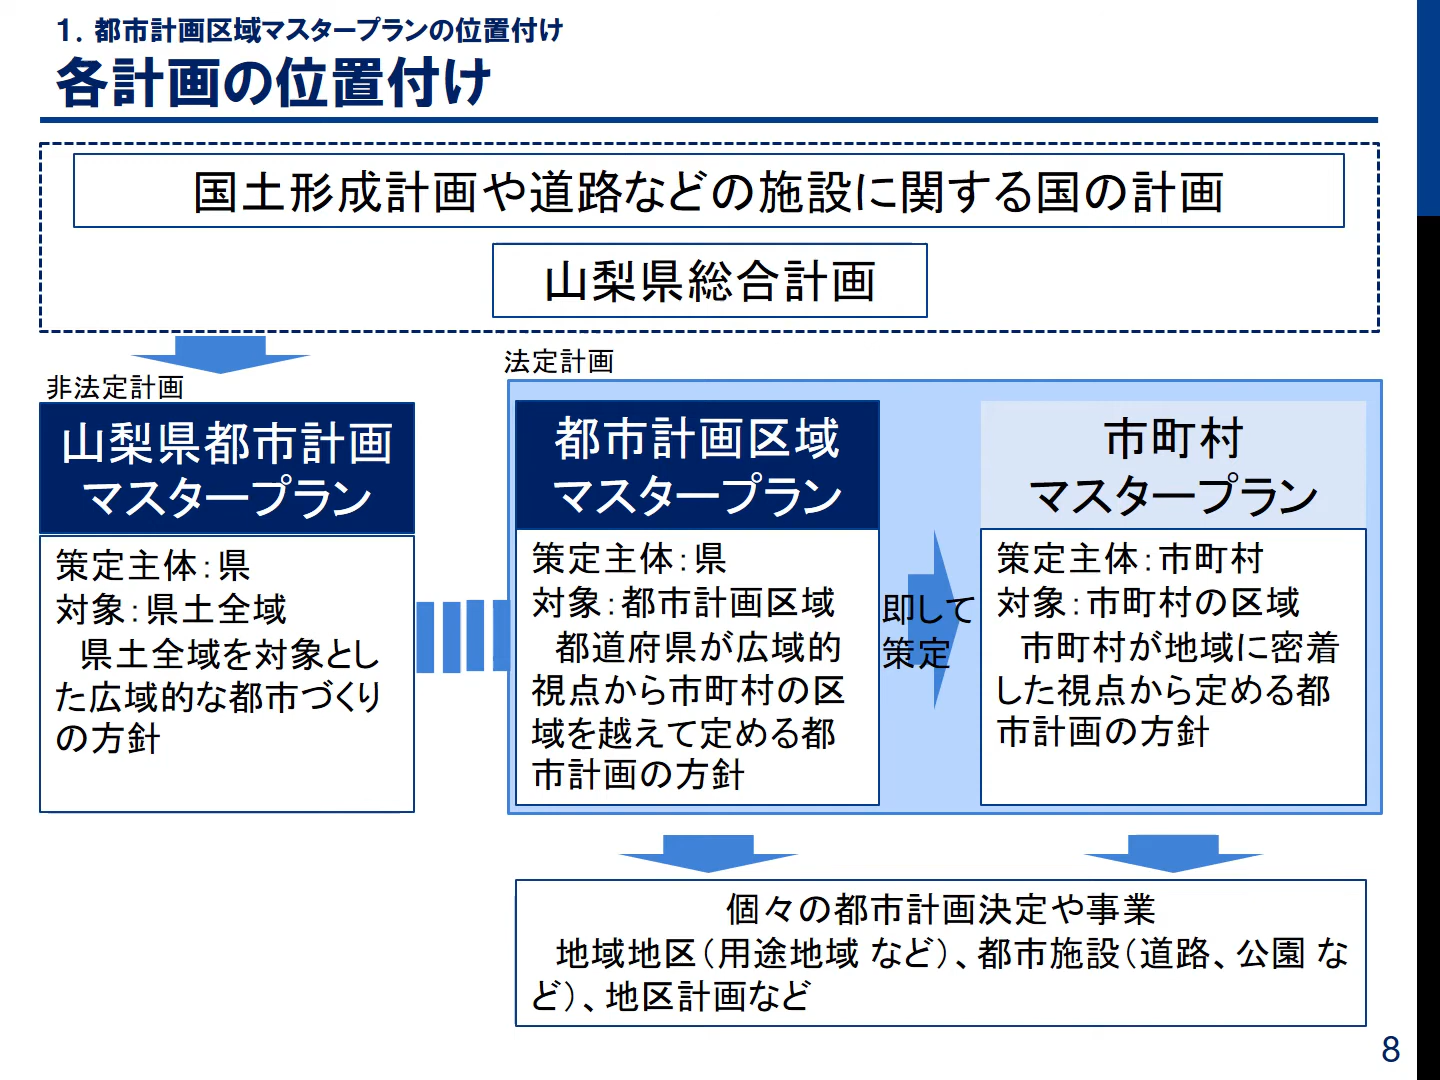 1．都市計画区域マスタープランの位置付け
各計画の位置付け
国土形成計画や道路などの施設に関する国の計画
山梨県総合計画
非法定計画
山梨県都市計画
マスタープラン
策定主体：県
対象：県土全域
県土全域を対象とし
た広域的な都市づくり
の方針
法定計画
都市計画区域
マスタープラン
策定主体：県
対象：都市計画区域
都道府県が広域的
視点から市町村の区
域を越えて定める都
市計画の方針
即して
策定
市町村
マスタープラン
策定主体：市町村
対象：市町村の区域
市町村が地域に密着
した視点から定める都
市計画の方針
個々の都市計画決定や事業
地域地区（用途地域 など）、都市施設（道路、公園 な
ど）、地区計画など
8